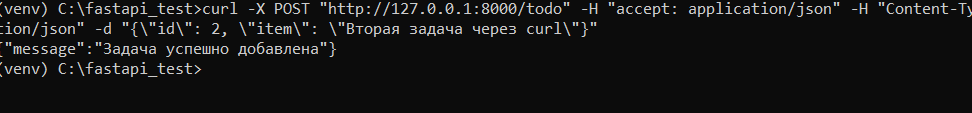 (venv) C:\fastapi_test>curl -X POST "http://127.0.0.1:8000/todo" -H "accept: application/json" -H "Content-Ty
tion/json" -d "{\"id\": 2, \"item\": \"Вторая задача через curl\"}"
{"message":"Задача успешно добавлена"}
(venv) C:\fastapi_test>